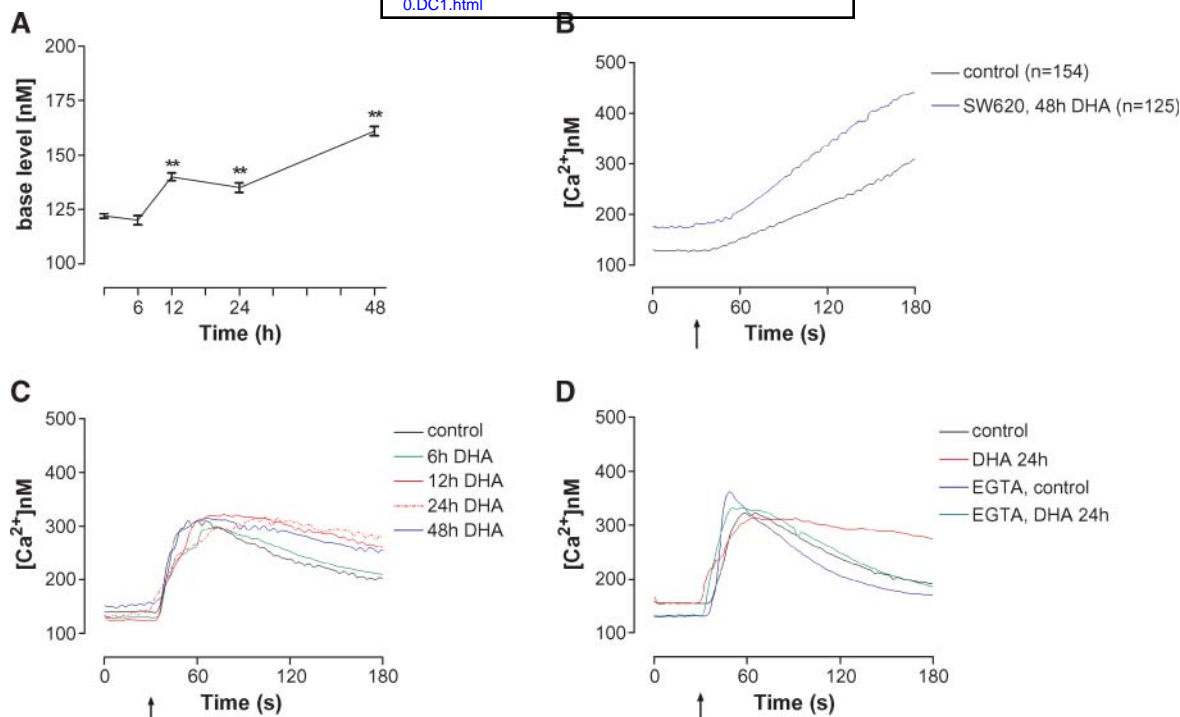 0.DC1.html
A
200
175
150
125
100
base level [nM]
**
**
**
6
12
24
48
Time (h)
B
500
400
300
200
100
[Ca2+]nM
control (n=154)
SW620, 48h DHA (n=125)
0
60
120
180
Time (s)
C
500
400
300
200
100
[Ca2+]nM
control
6h DHA
12h DHA
24h DHA
48h DHA
0
60
120
180
Time (s)
D
500
400
300
200
100
[Ca2+]nM
control
DHA 24h
EGTA, control
EGTA, DHA 24h
0
60
120
180
Time (s)